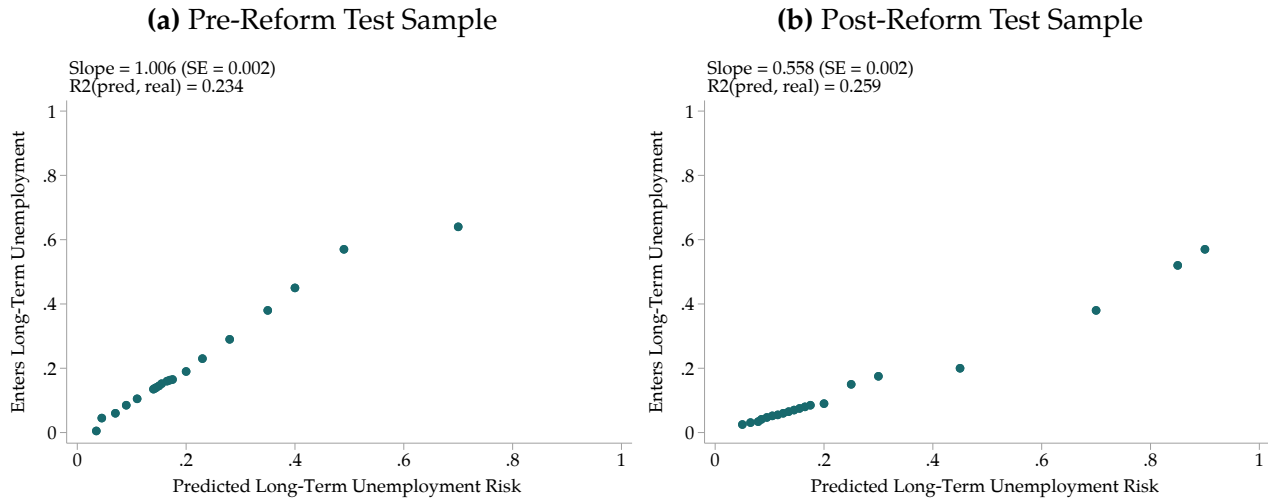 (a) Pre-Reform Test Sample
Slope = 1.006 (SE = 0.002)
R2(pred, real) = 0.234
Enters Long-Term Unemployment
1
.8
.6
.4
.2
0
0 .2 .4 .6 .8 1
Predicted Long-Term Unemployment Risk
(b) Post-Reform Test Sample
Slope = 0.558 (SE = 0.002)
R2(pred, real) = 0.259
Enters Long-Term Unemployment
1
.8
.6
.4
.2
0
0 .2 .4 .6 .8 1
Predicted Long-Term Unemployment Risk